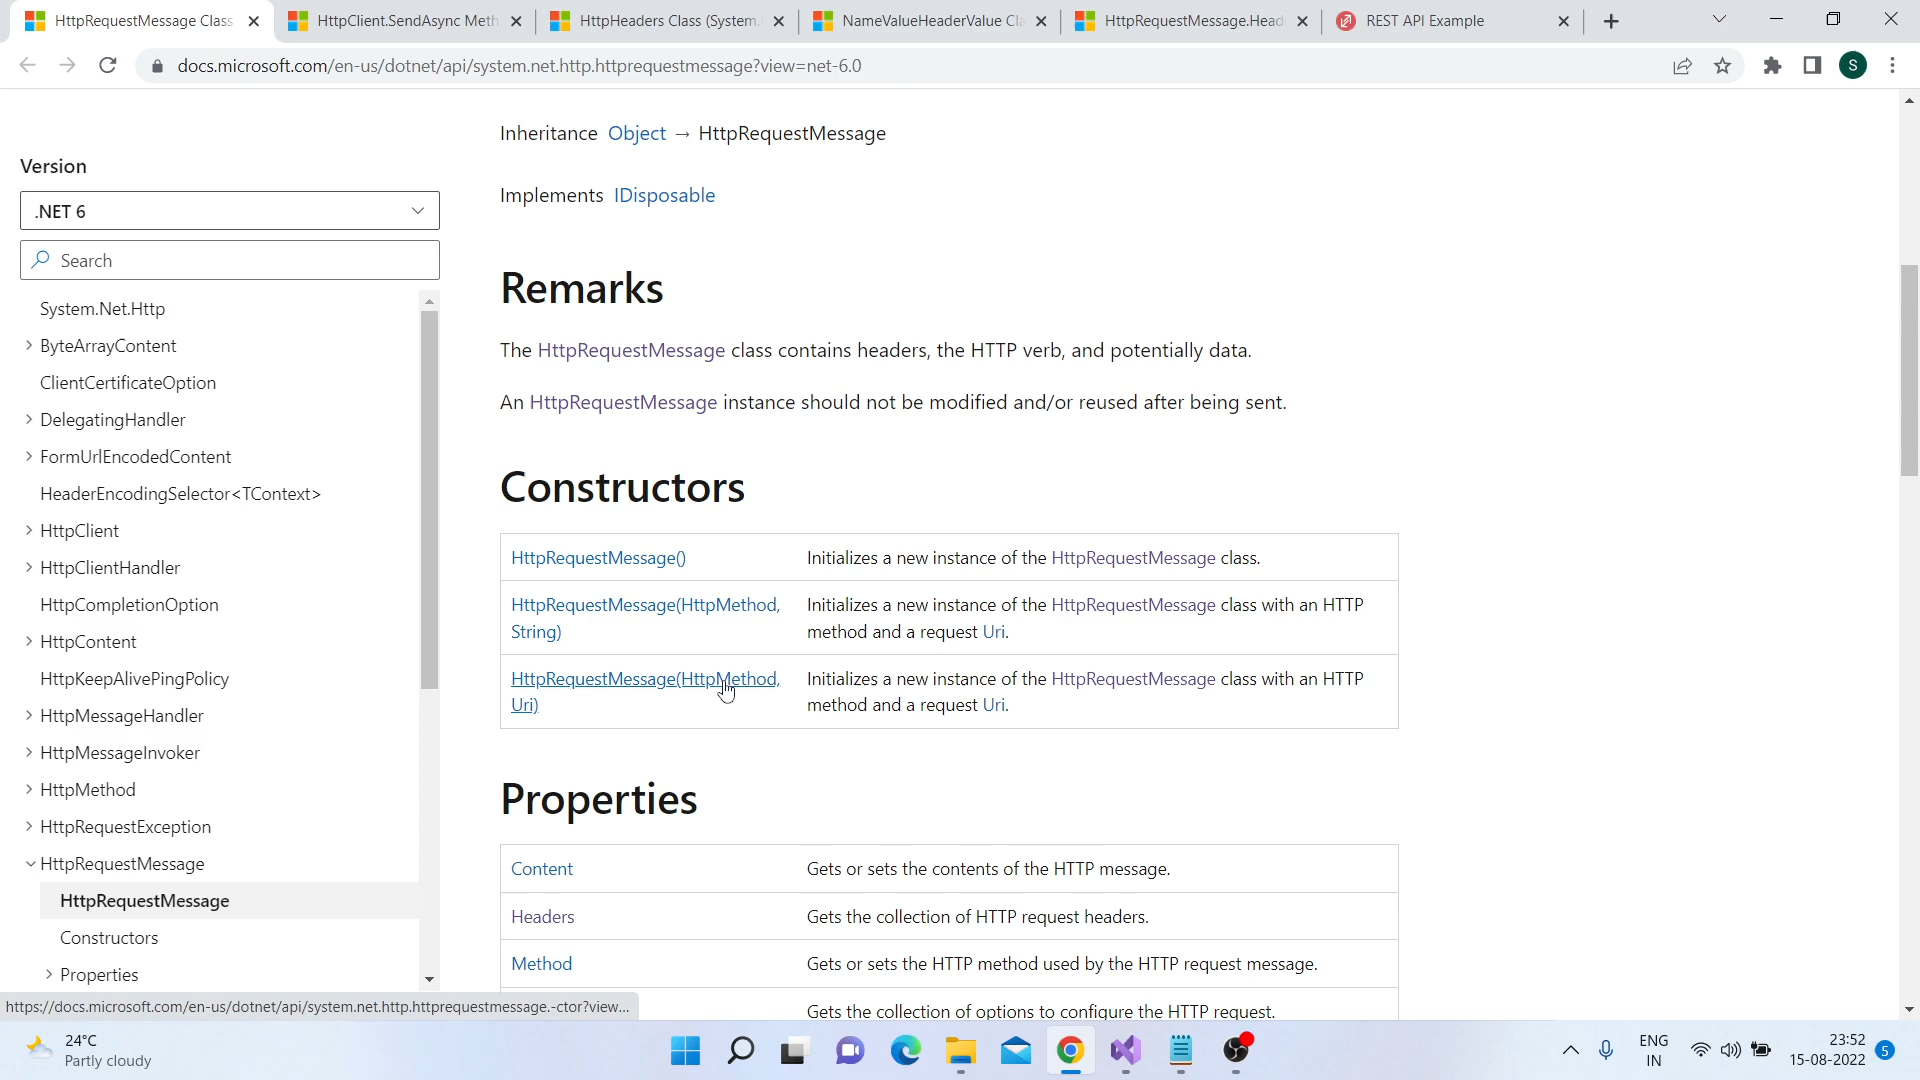 HttpRequestMessage Class
HttpClient.SendAsync Meth
HttpHeaders Class (System.
NameValueHeaderValue Cla
HttpRequestMessage.Head
REST API Example
docs.microsoft.com/en-us/dotnet/api/system.net.http.httprequestmessage?view=net-6.0
S
Version
.NET 6
Search
System.Net.Http
ByteArrayContent
ClientCertificateOption
DelegatingHandler
FormUrlEncodedContent
HeaderEncodingSelector<TContext>
HttpClient
HttpClientHandler
HttpCompletionOption
HttpContent
HttpKeepAlivePingPolicy
HttpMessageHandler
HttpMessageInvoker
HttpMethod
HttpRequestException
HttpRequestMessage
HttpRequestMessage
Constructors
Properties
Inheritance Object → HttpRequestMessage
Implements IDisposable
Remarks
The HttpRequestMessage class contains headers, the HTTP verb, and potentially data.
An HttpRequestMessage instance should not be modified and/or reused after being sent.
Constructors
HttpRequestMessage() Initializes a new instance of the HttpRequestMessage class.
HttpRequestMessage(HttpMethod, Initializes a new instance of the HttpRequestMessage class with an HTTP
String) method and a request Uri.
HttpRequestMessage(HttpMethod, Initializes a new instance of the HttpRequestMessage class with an HTTP
Uri) method and a request Uri.
Properties
Content Gets or sets the contents of the HTTP message.
Headers Gets the collection of HTTP request headers.
Method Gets or sets the HTTP method used by the HTTP request message.
Gets the collection of options to configure the HTTP request.
https://docs.microsoft.com/en-us/dotnet/api/system.net.http.httprequestmessage.-ctor?view...
24°C
Partly cloudy
ENG
IN
23:52
15-08-2022
5